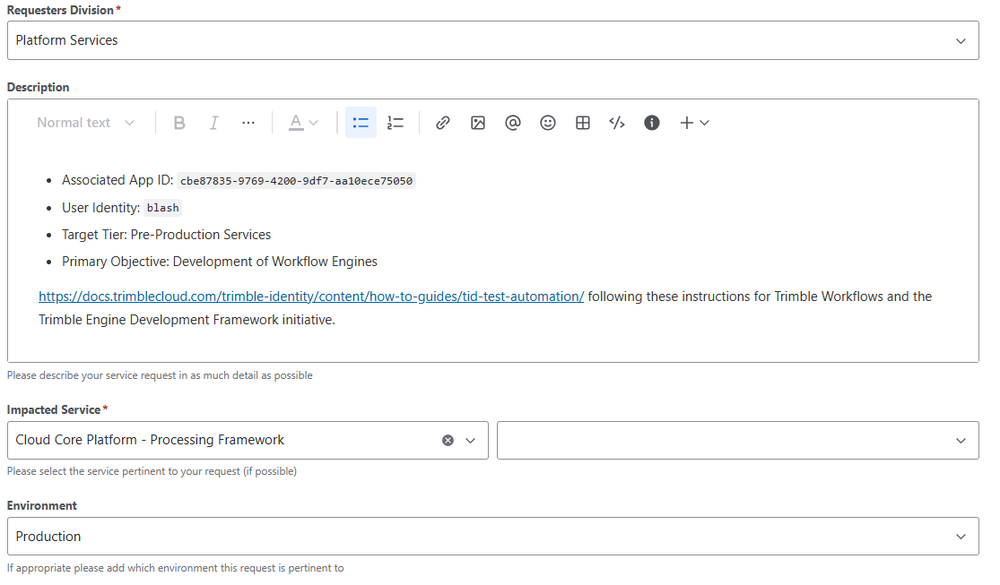 Requesters Division*
Platform Services
Description
Normal text
B I ... A
Associated App ID: cbe87835-9769-4200-9df7-aa10ece75050
User Identity: blash
Target Tier: Pre-Production Services
Primary Objective: Development of Workflow Engines
https://docs.trimblecloud.com/trimble-identity/content/how-to-guides/tid-test-automation/ following these instructions for Trimble Workflows and the
Trimble Engine Development Framework initiative.
Please describe your service request in as much detail as possible
Impacted Service*
Cloud Core Platform - Processing Framework
Please select the service pertinent to your request (if possible)
Environment
Production
If appropriate please add which environment this request is pertinent to